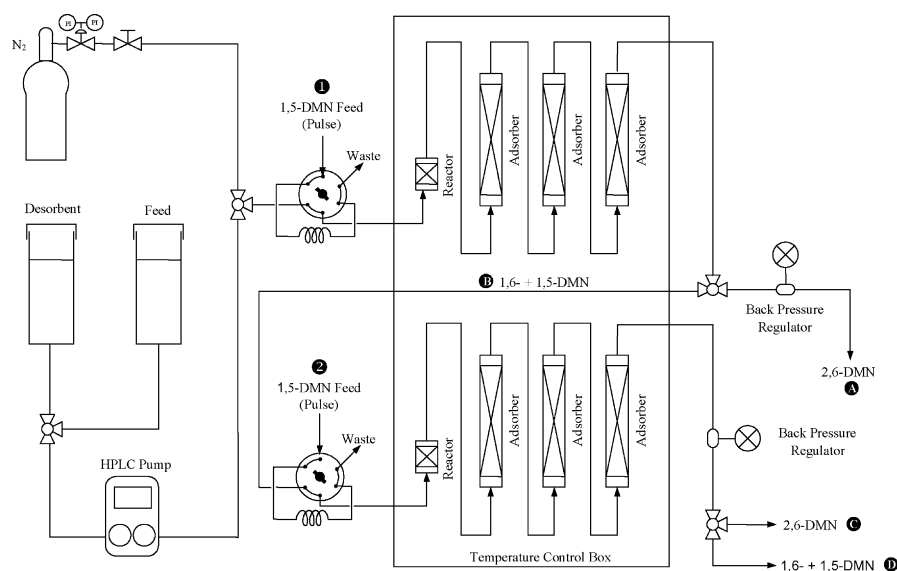 PI PI
N2
1
1,5-DMN Feed
(Pulse)
Waste
Reactor
Adsorber
Adsorber
Adsorber
Desorbent
Feed
B 1,6- + 1,5-DMN
Back Pressure
Regulator
2,6-DMN
A
2
1,5-DMN Feed
(Pulse)
Waste
Reactor
Adsorber
Adsorber
Adsorber
Back Pressure
Regulator
HPLC Pump
2,6-DMN C
Temperature Control Box
1,6- + 1,5-DMN D